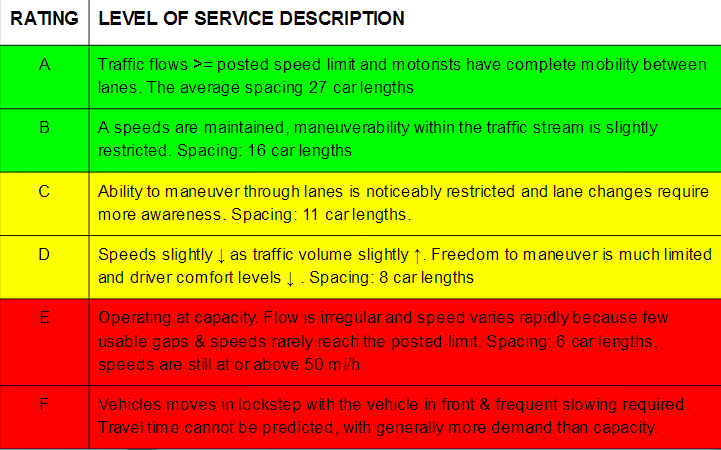 RATING LEVEL OF SERVICE DESCRIPTION
A Traffic flows >= posted speed limit and motorists have complete mobility between
lanes. The average spacing 27 car lengths
B A speeds are maintained, maneuverability within the traffic stream is slightly
restricted. Spacing: 16 car lengths
C Ability to maneuver through lanes is noticeably restricted and lane changes require
more awareness. Spacing: 11 car lengths.
D Speeds slightly ↓ as traffic volume slightly ↑. Freedom to maneuver is much limited
and driver comfort levels ↓ . Spacing: 8 car lengths
E Operating at capacity. Flow is irregular and speed varies rapidly because few
usable gaps & speeds rarely reach the posted limit. Spacing: 6 car lengths,
speeds are still at or above 50 mi/h
F Vehicles moves in lockstep with the vehicle in front & frequent slowing required.
Travel time cannot be predicted, with generally more demand than capacity.